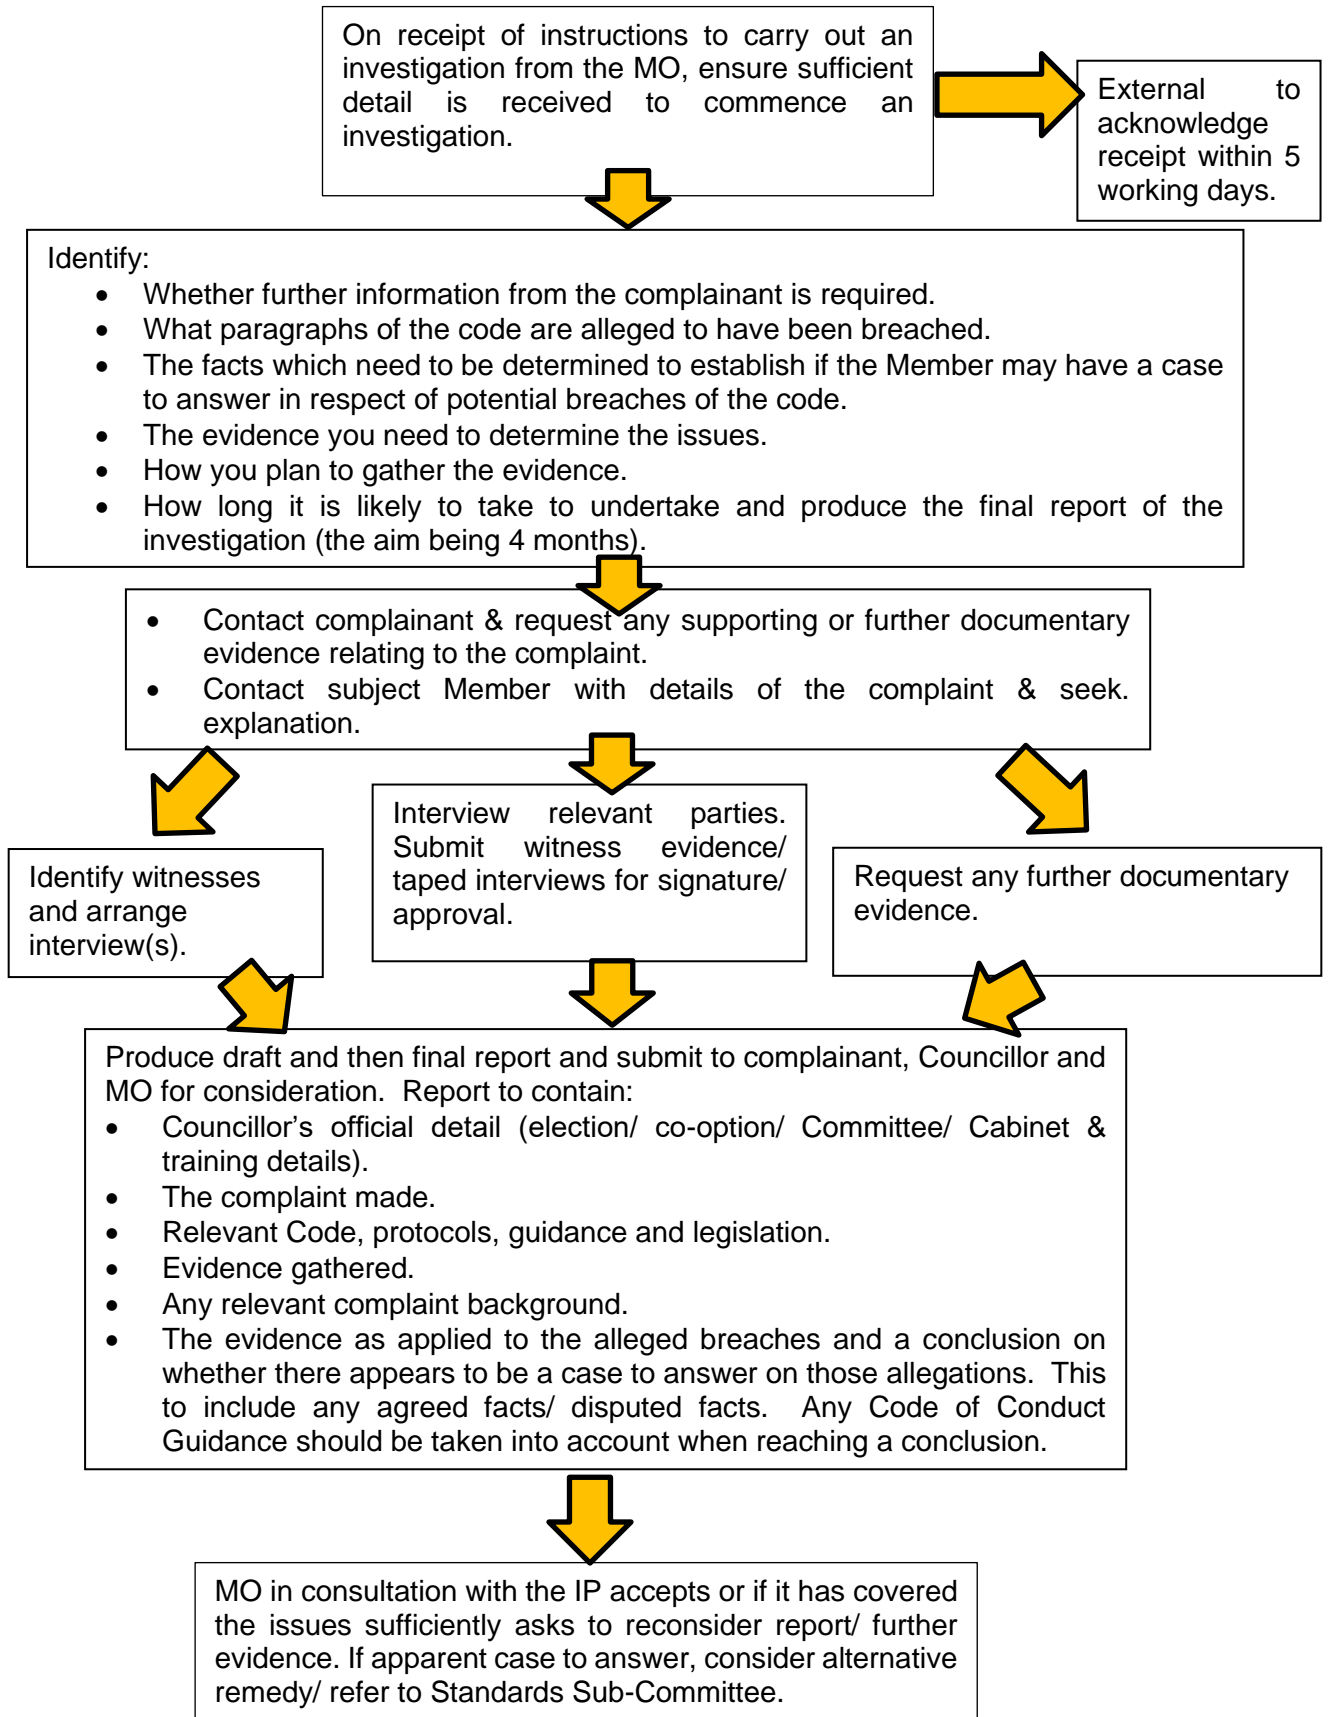 On receipt of instructions to carry out an
investigation from the MO, ensure sufficient
detail is received to commence an
investigation.
External to
acknowledge
receipt within 5
working days.
Identify:
• Whether further information from the complainant is required.
• What paragraphs of the code are alleged to have been breached.
• The facts which need to be determined to establish if the Member may have a case
to answer in respect of potential breaches of the code.
• The evidence you need to determine the issues.
• How you plan to gather the evidence.
• How long it is likely to take to undertake and produce the final report of the
investigation (the aim being 4 months).
• Contact complainant & request any supporting or further documentary
evidence relating to the complaint.
• Contact subject Member with details of the complaint & seek.
explanation.
Identify witnesses
and arrange
interview(s).
Interview relevant parties.
Submit witness evidence/
taped interviews for signature/
approval.
Request any further documentary
evidence.
Produce draft and then final report and submit to complainant, Councillor and
MO for consideration. Report to contain:
• Councillor’s official detail (election/ co-option/ Committee/ Cabinet &
training details).
• The complaint made.
• Relevant Code, protocols, guidance and legislation.
• Evidence gathered.
• Any relevant complaint background.
• The evidence as applied to the alleged breaches and a conclusion on
whether there appears to be a case to answer on those allegations. This
to include any agreed facts/ disputed facts. Any Code of Conduct
Guidance should be taken into account when reaching a conclusion.
MO in consultation with the IP accepts or if it has covered
the issues sufficiently asks to reconsider report/ further
evidence. If apparent case to answer, consider alternative
remedy/ refer to Standards Sub-Committee.